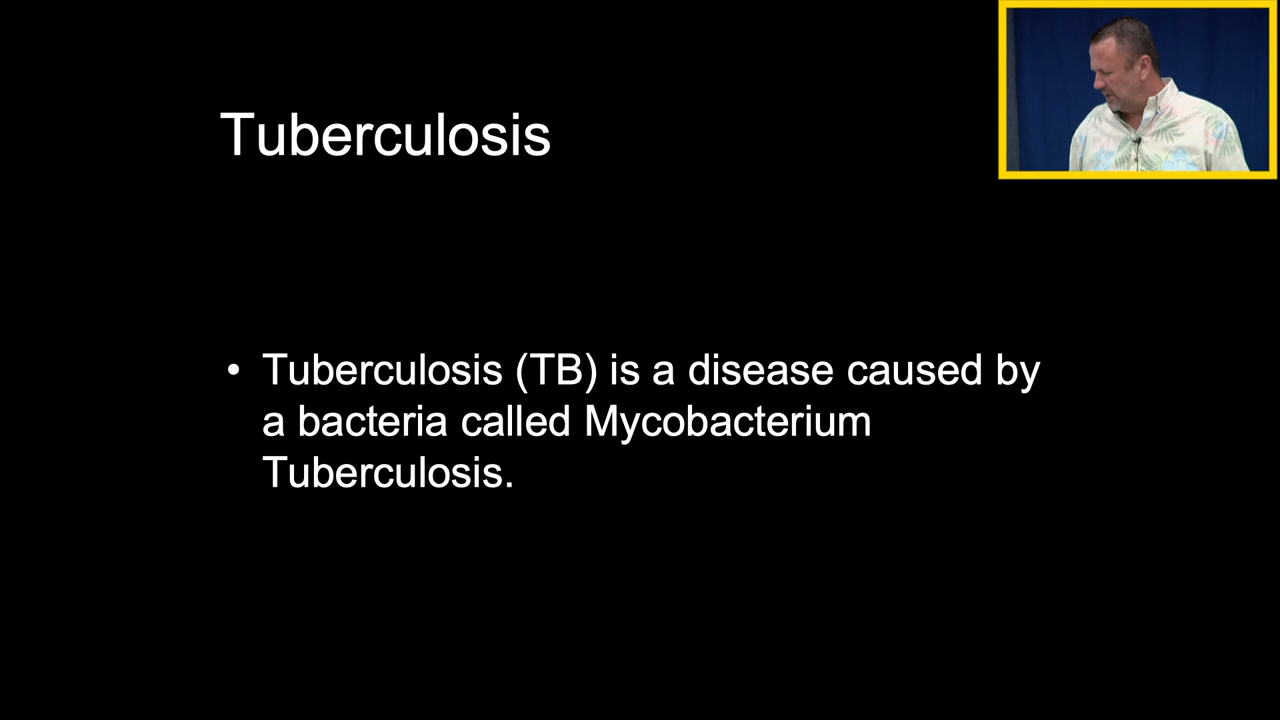 Tuberculosis
• Tuberculosis (TB) is a disease caused by
a bacteria called Mycobacterium
Tuberculosis.